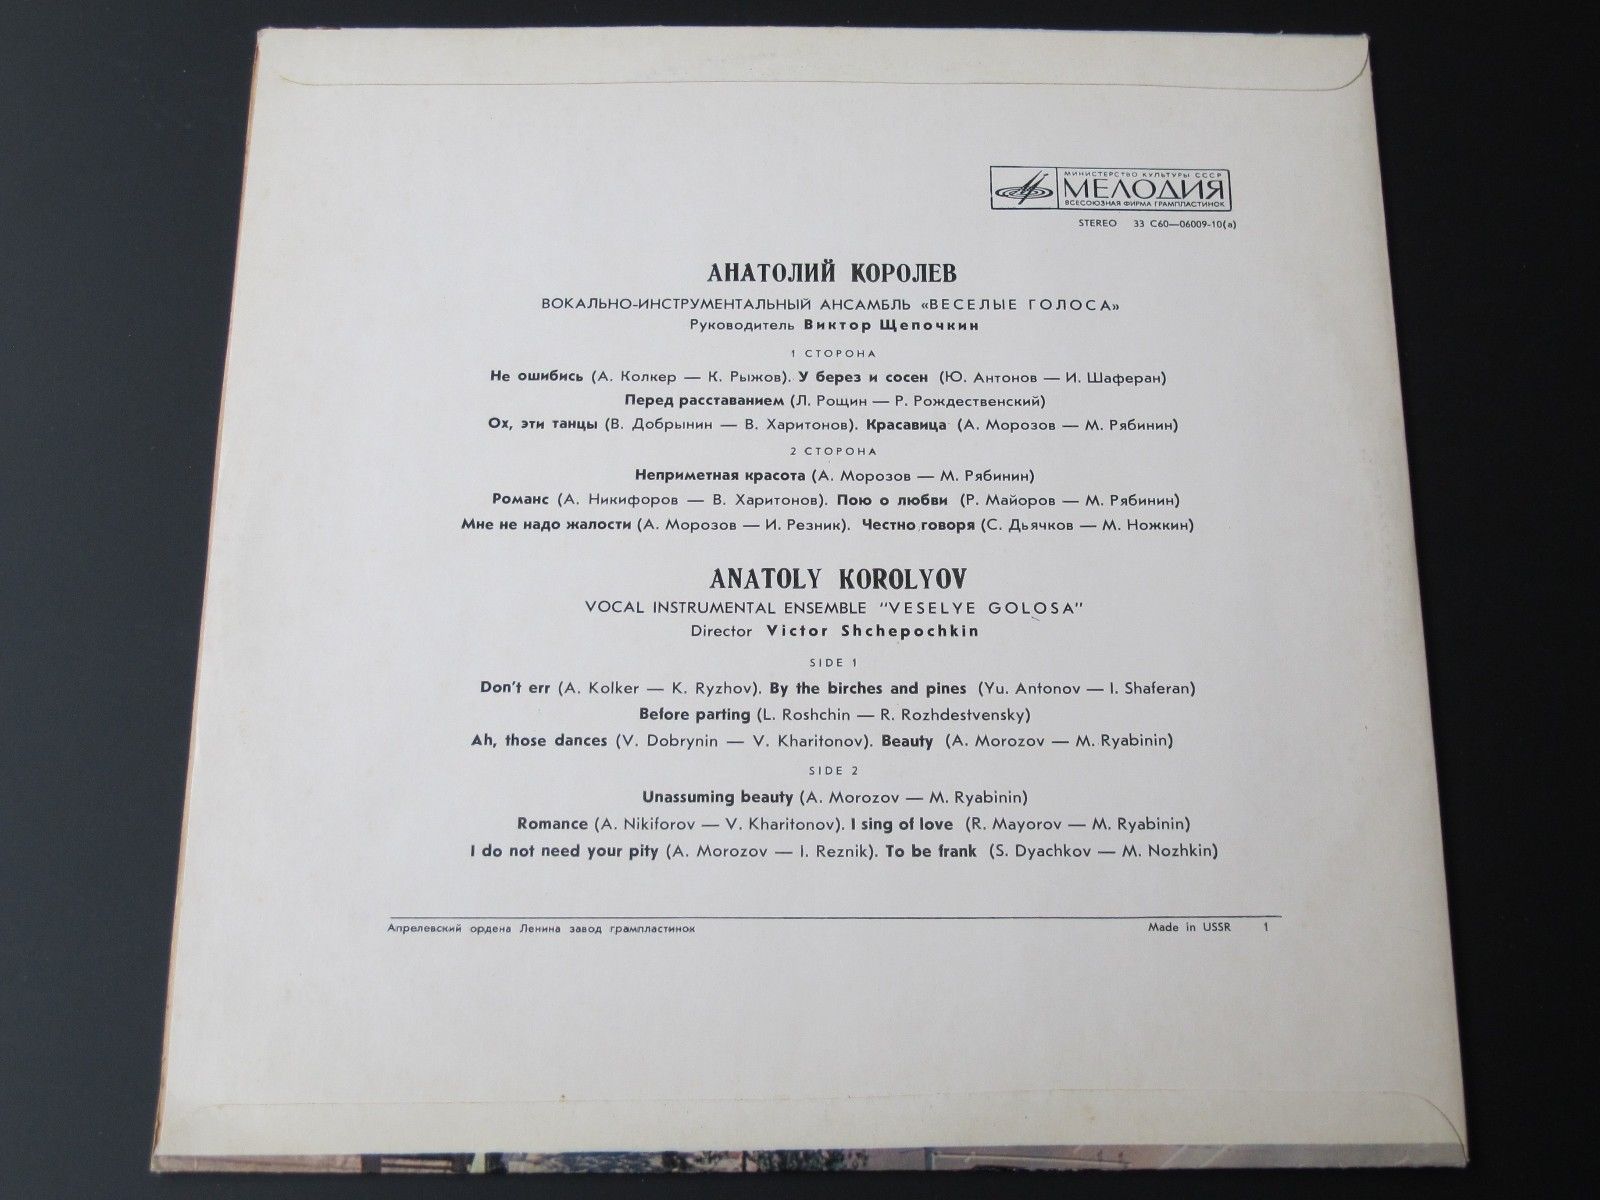 МИНИСТЕРСТВО КУЛЬТУРЫ СССР
МЕЛОДИЯ
ВСЕСОЮЗНАЯ ФИРМА ГРАМПЛАСТИНОК
STEREO 33 С60—06009-10(а)
АНАТОЛИЙ КОРОЛЕВ
ВОКАЛЬНО-ИНСТРУМЕНТАЛЬНЫЙ АНСАМБЛЬ «ВЕСЕЛЫЕ ГОЛОСА»
Руководитель Виктор Щепочкин
1 СТОРОНА
Не ошибись (А. Колкер — К. Рыжов). У берез и сосен (Ю. Антонов — И. Шаферан)
Перед расставанием (Л. Рощин — Р. Рождественский)
Ох, эти танцы (В. Добрынин — В. Харитонов). Красавица (А. Морозов — М. Рябинин)
2 СТОРОНА
Неприметная красота (А. Морозов — М. Рябинин)
Романс (А. Никифоров — В. Харитонов). Пою о любви (Р. Майоров — М. Рябинин)
Мне не надо жалости (А. Морозов — И. Резник). Честно говоря (С. Дьячков — М. Ножкин)
ANATOLY KOROLYOV
VOCAL INSTRUMENTAL ENSEMBLE "VESELYE GOLOSA"
Director Victor Shchepochkin
SIDE 1
Don't err (A. Kolker — K. Ryzhov). By the birches and pines (Yu. Antonov — I. Shaferan)
Before parting (L. Roshchin — R. Rozhdestvensky)
Ah, those dances (V. Dobrynin — V. Kharitonov). Beauty (A. Morozov — M. Ryabinin)
SIDE 2
Unassuming beauty (A. Morozov — M. Ryabinin)
Romance (A. Nikiforov — V. Kharitonov). I sing of love (R. Mayorov — M. Ryabinin)
I do not need your pity (A. Morozov — I. Reznik). To be frank (S. Dyachkov — M. Nozhkin)
Апрелевский ордена Ленина завод грампластинок Made in USSR 1